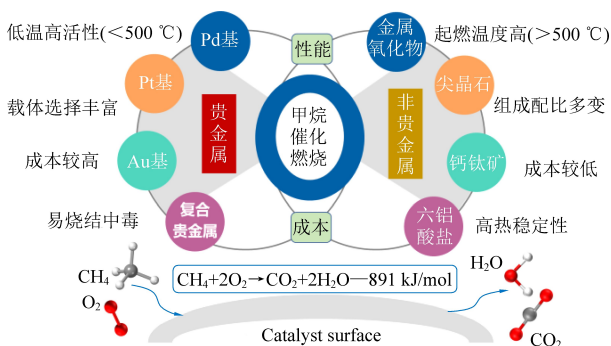 低温高活性(＜500 ℃)
Pd基
性能
金属
氧化物
起燃温度高(＞500 ℃)
Pt基
尖晶石
载体选择丰富
贵金属
甲烷
催化
燃烧
非贵金属
组成配比多变
成本较高
Au基
钙钛矿
成本较低
易烧结中毒
复合
贵金属
成本
六铝
酸盐
高热稳定性
CH₄
CH₄+2O₂→CO₂+2H₂O—891 kJ/mol
H₂O
O₂
Catalyst surface
CO₂